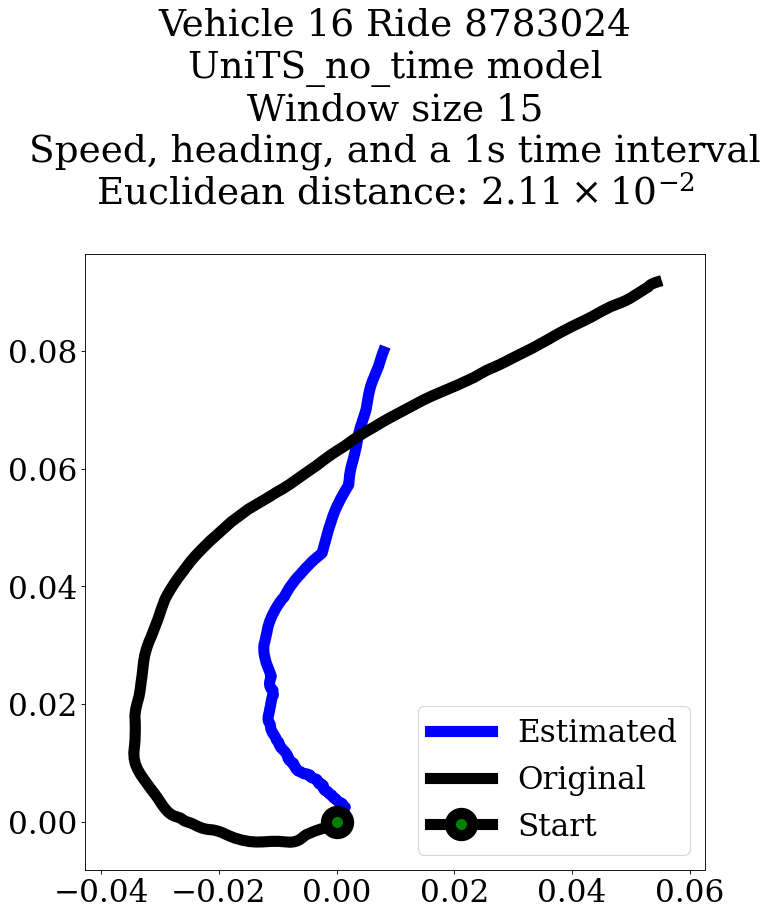 Vehicle 16 Ride 8783024
UniTS_no_time model
Window size 15
Speed, heading, and a 1s time interval
Euclidean distance: 2.11 × 10⁻²
0.08
0.06
0.04
0.02
0.00
Estimated
Original
Start
−0.04 −0.02 0.00 0.02 0.04 0.06